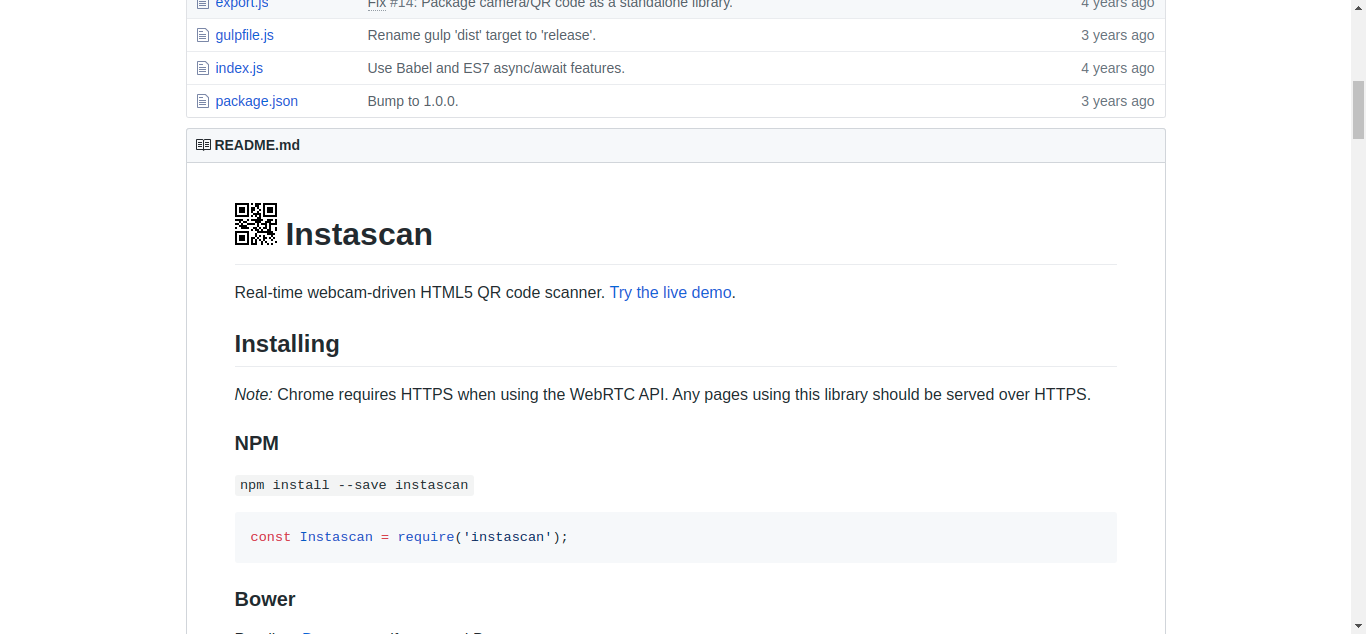 export.js Fix #14: Package camera/QR code as a standalone library. 4 years ago
gulpfile.js Rename gulp 'dist' target to 'release'. 3 years ago
index.js Use Babel and ES7 async/await features. 4 years ago
package.json Bump to 1.0.0. 3 years ago
README.md
Instascan
Real-time webcam-driven HTML5 QR code scanner. Try the live demo.
Installing
Note: Chrome requires HTTPS when using the WebRTC API. Any pages using this library should be served over HTTPS.
NPM
npm install --save instascan
const Instascan = require('instascan');
Bower